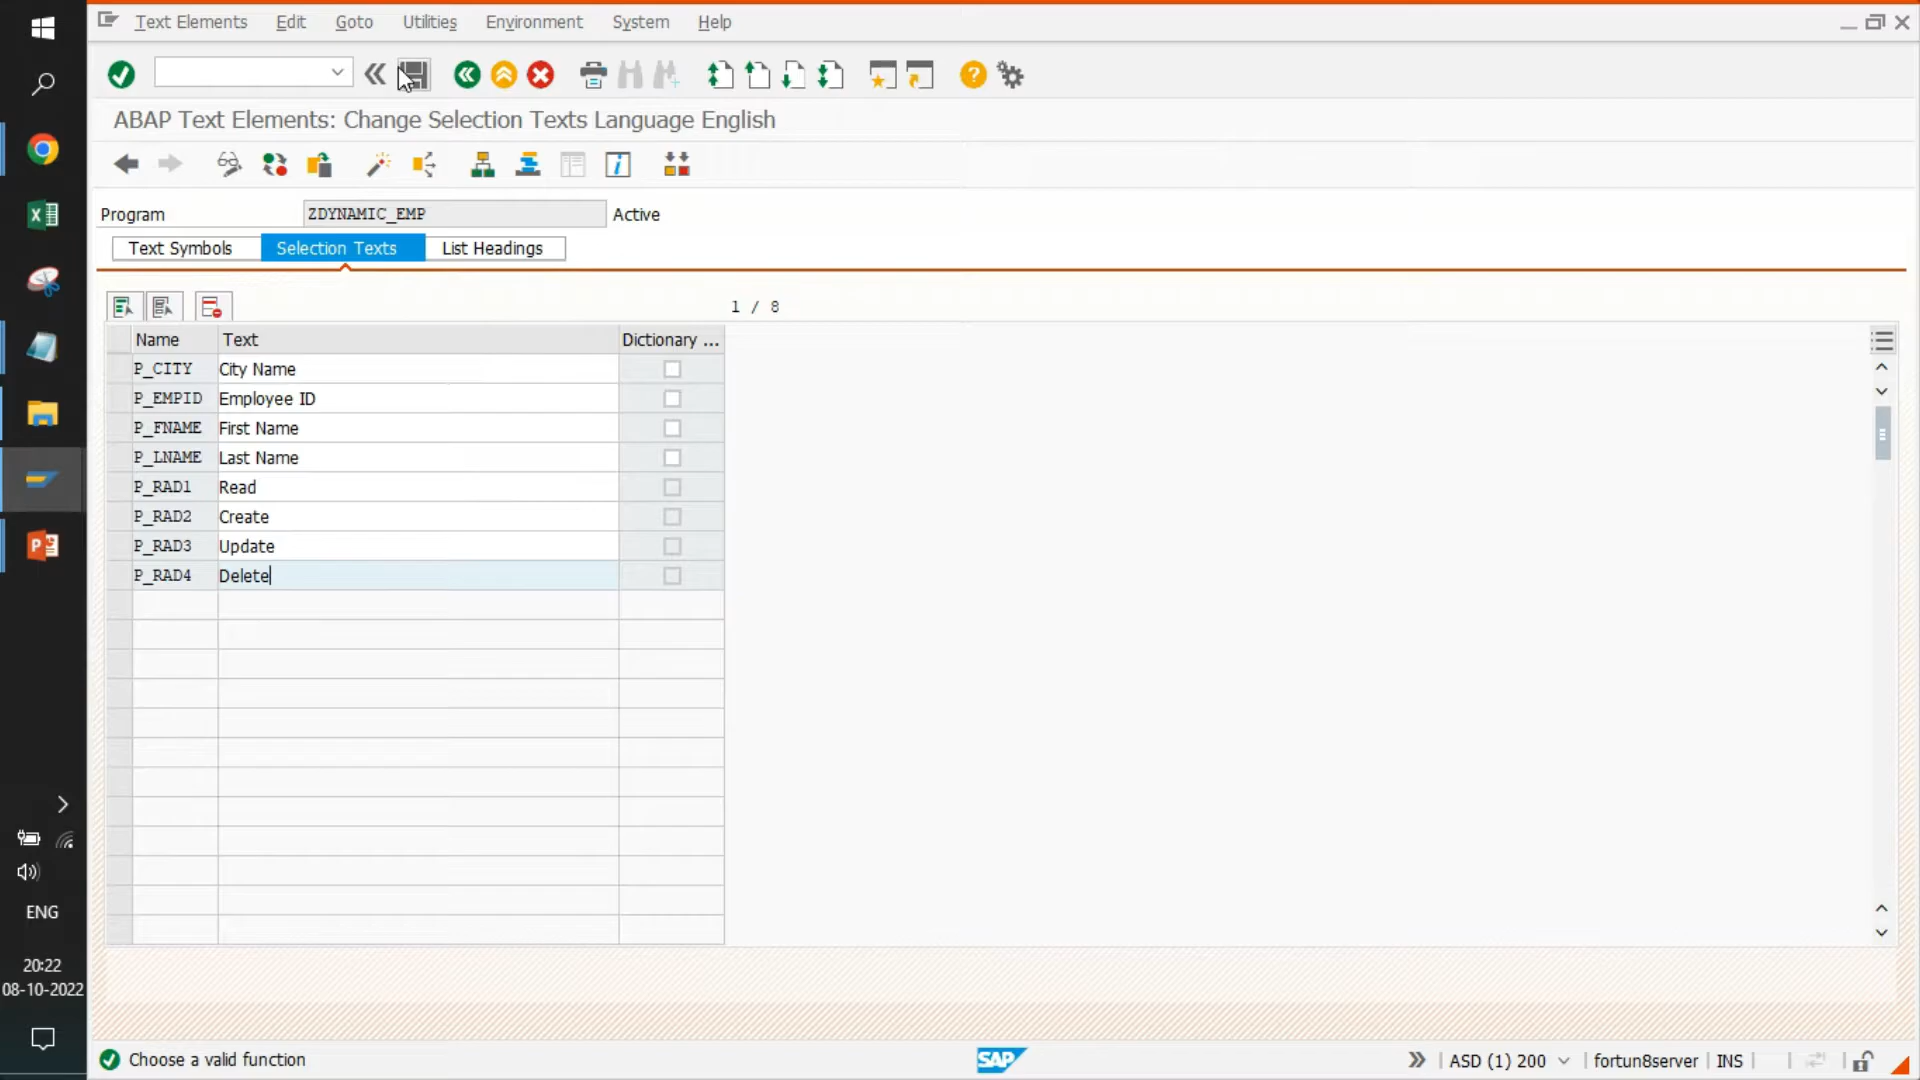 Text Elements Edit Goto Utilities Environment System Help
ABAP Text Elements: Change Selection Texts Language English
Program ZDYNAMIC_EMP Active
Text Symbols Selection Texts List Headings
1 / 8
Name Text Dictionary ...
P_CITY City Name
P_EMPID Employee ID
P_FNAME First Name
P_LNAME Last Name
P_RAD1 Read
P_RAD2 Create
P_RAD3 Update
P_RAD4 Delete
ENG
20:22
08-10-2022
Choose a valid function SAP ASD (1) 200 fortun8server INS